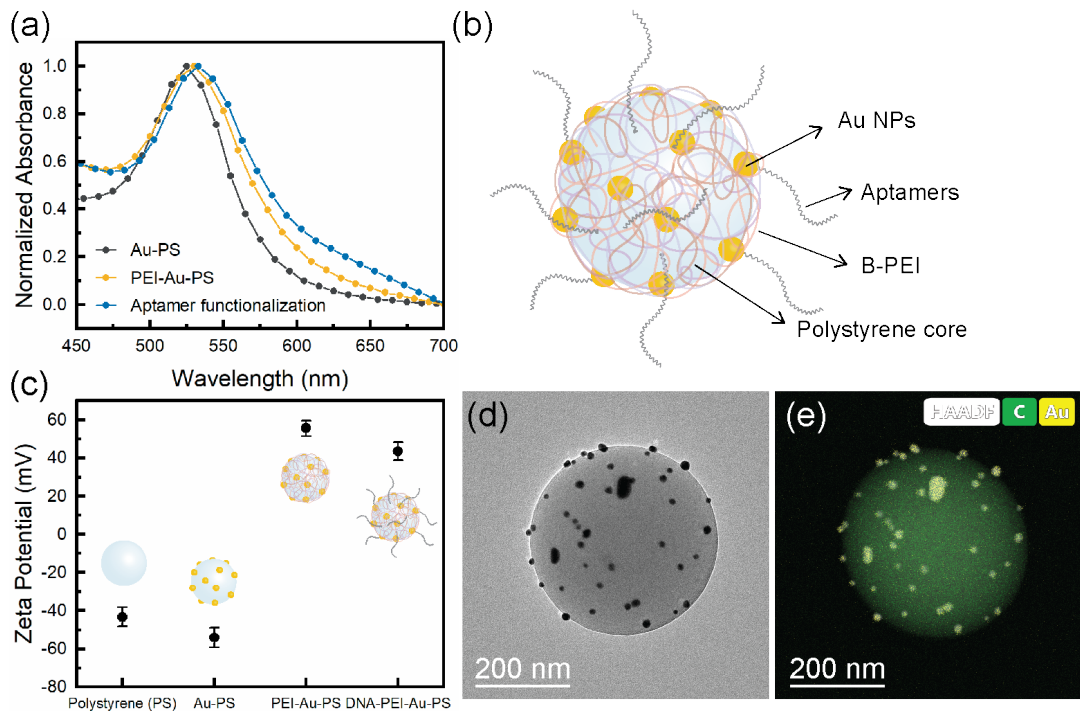 (a)
Normalized Absorbance
1.0
0.8
0.6
0.4
0.2
0.0
Au-PS
PEI-Au-PS
Aptamer functionalization
450 500 550 600 650 700
Wavelength (nm)
(b)
Au NPs
Aptamers
B-PEI
Polystyrene core
(c)
Zeta Potential (mV)
60
40
20
0
-20
-40
-60
-80
Polystyrene (PS) Au-PS PEI-Au-PS DNA-PEI-Au-PS
(d)
200 nm
(e)
HAADF C Au
200 nm